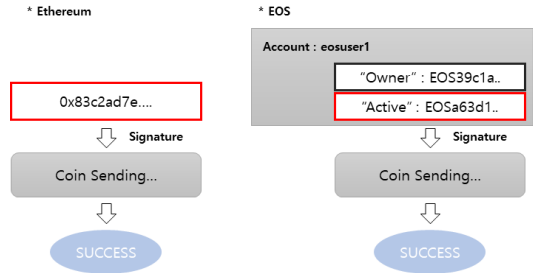 * Ethereum
0x83c2ad7e....
Signature
Coin Sending...
SUCCESS
* EOS
Account : eosuser1
“Owner” : EOS39c1a..
“Active” : EOSa63d1..
Signature
Coin Sending...
SUCCESS